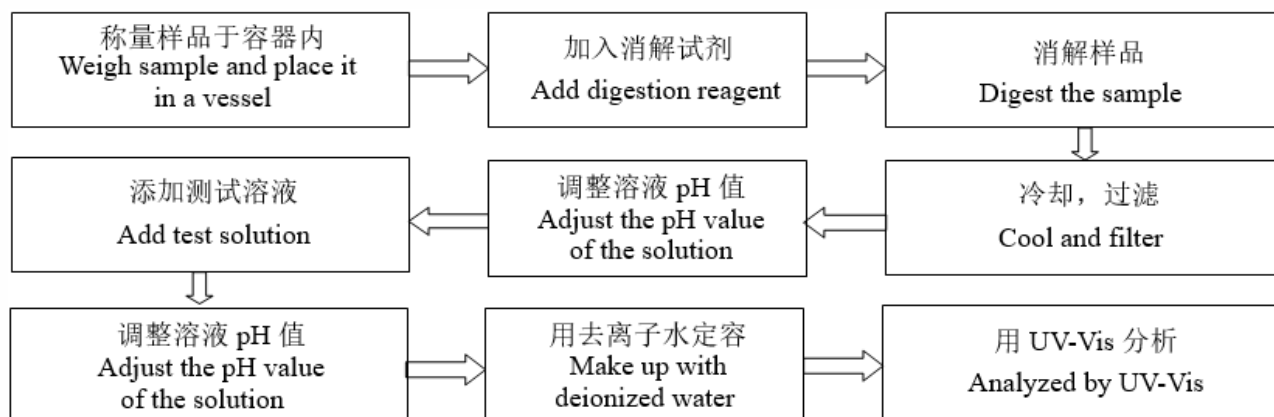 称量样品于容器内
Weigh sample and place it
in a vessel
加入消解试剂
Add digestion reagent
消解样品
Digest the sample
冷却，过滤
Cool and filter
调整溶液 pH 值
Adjust the pH value
of the solution
添加测试溶液
Add test solution
调整溶液 pH 值
Adjust the pH value
of the solution
用去离子水定容
Make up with
deionized water
用 UV-Vis 分析
Analyzed by UV-Vis